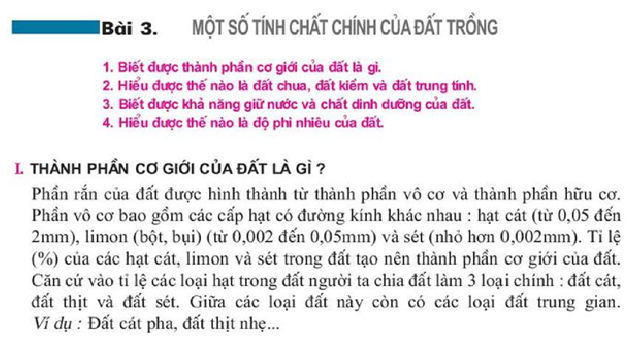 Bài 3. MỘT SỐ TÍNH CHẤT CHÍNH CỦA ĐẤT TRỒNG
1. Biết được thành phần cơ giới của đất là gì.
2. Hiểu được thế nào là đất chua, đất kiềm và đất trung tính.
3. Biết được khả năng giữ nước và chất dinh dưỡng của đất.
4. Hiểu được thế nào là độ phì nhiêu của đất.
I. THÀNH PHẦN CƠ GIỚI CỦA ĐẤT LÀ GÌ ?
Phần rắn của đất được hình thành từ thành phần vô cơ và thành phần hữu cơ.
Phần vô cơ bao gồm các cấp hạt có đường kính khác nhau : hạt cát (từ 0,05 đến
2mm), limon (bột, bụi) (từ 0,002 đến 0,05mm) và sét (nhỏ hơn 0,002mm). Tỉ lệ
(%) của các hạt cát, limon và sét trong đất tạo nên thành phần cơ giới của đất.
Căn cứ vào tỉ lệ các loại hạt trong đất người ta chia đất làm 3 loại chính : đất cát,
đất thịt và đất sét. Giữa các loại đất này còn có các loại đất trung gian.
Ví dụ : Đất cát pha, đất thịt nhẹ...